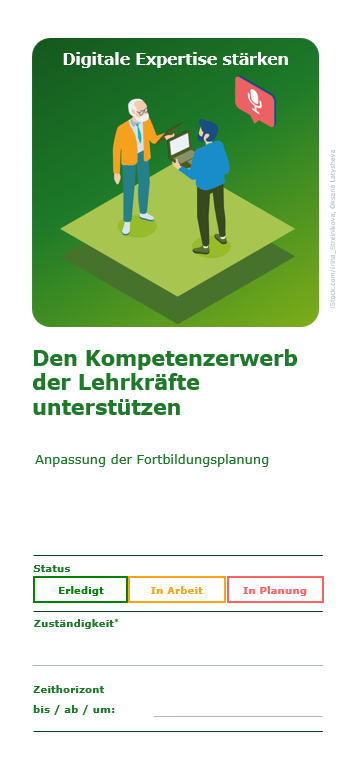 Digitale Expertise stärken
iStock.com/Irina_Strelnikova, Oksana Latysheva
Den Kompetenzerwerb
der Lehrkräfte
unterstützen
Anpassung der Fortbildungsplanung
Status
Erledigt
In Arbeit
In Planung
Zuständigkeit*
Zeithorizont
bis / ab / um: